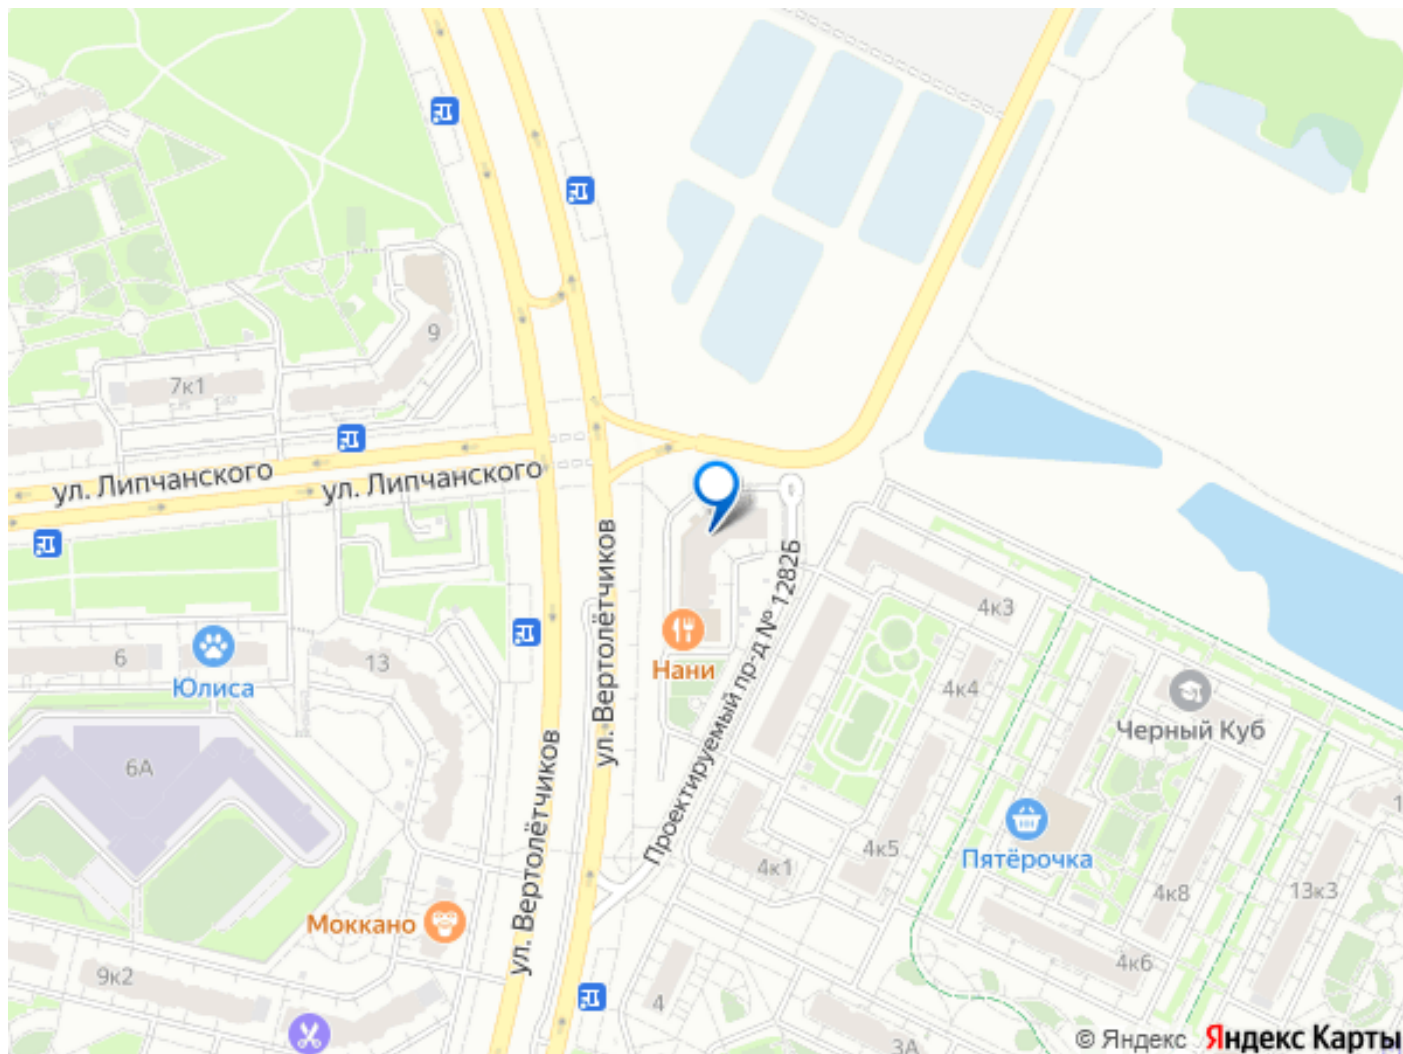 9
7к1
ул. Липчанского
ул. Липчанского
ул. Вертолётчиков
Проектируемый пр-д № 1282Б
4к3
6
Юлиса
13
Нани
4к4
Черный Куб
6А
ул. Вертолётчиков
4к1
4к5
Пятёрочка
4к8
13к3
Моккано
9к2
4
4к6
3А
© Яндекс Яндекс Карты